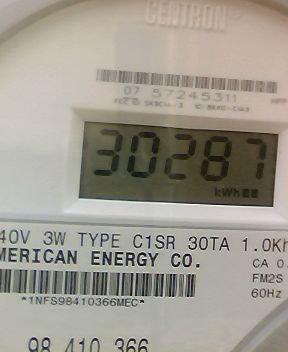 CENTRON®
07 57245311
30287
kWh
40V 3W TYPE C1SR 30TA 1.0Kh
MERICAN ENERGY CO.
CA 0.
FM2S
60Hz
*1NFS98410366MEC*
98 410 366